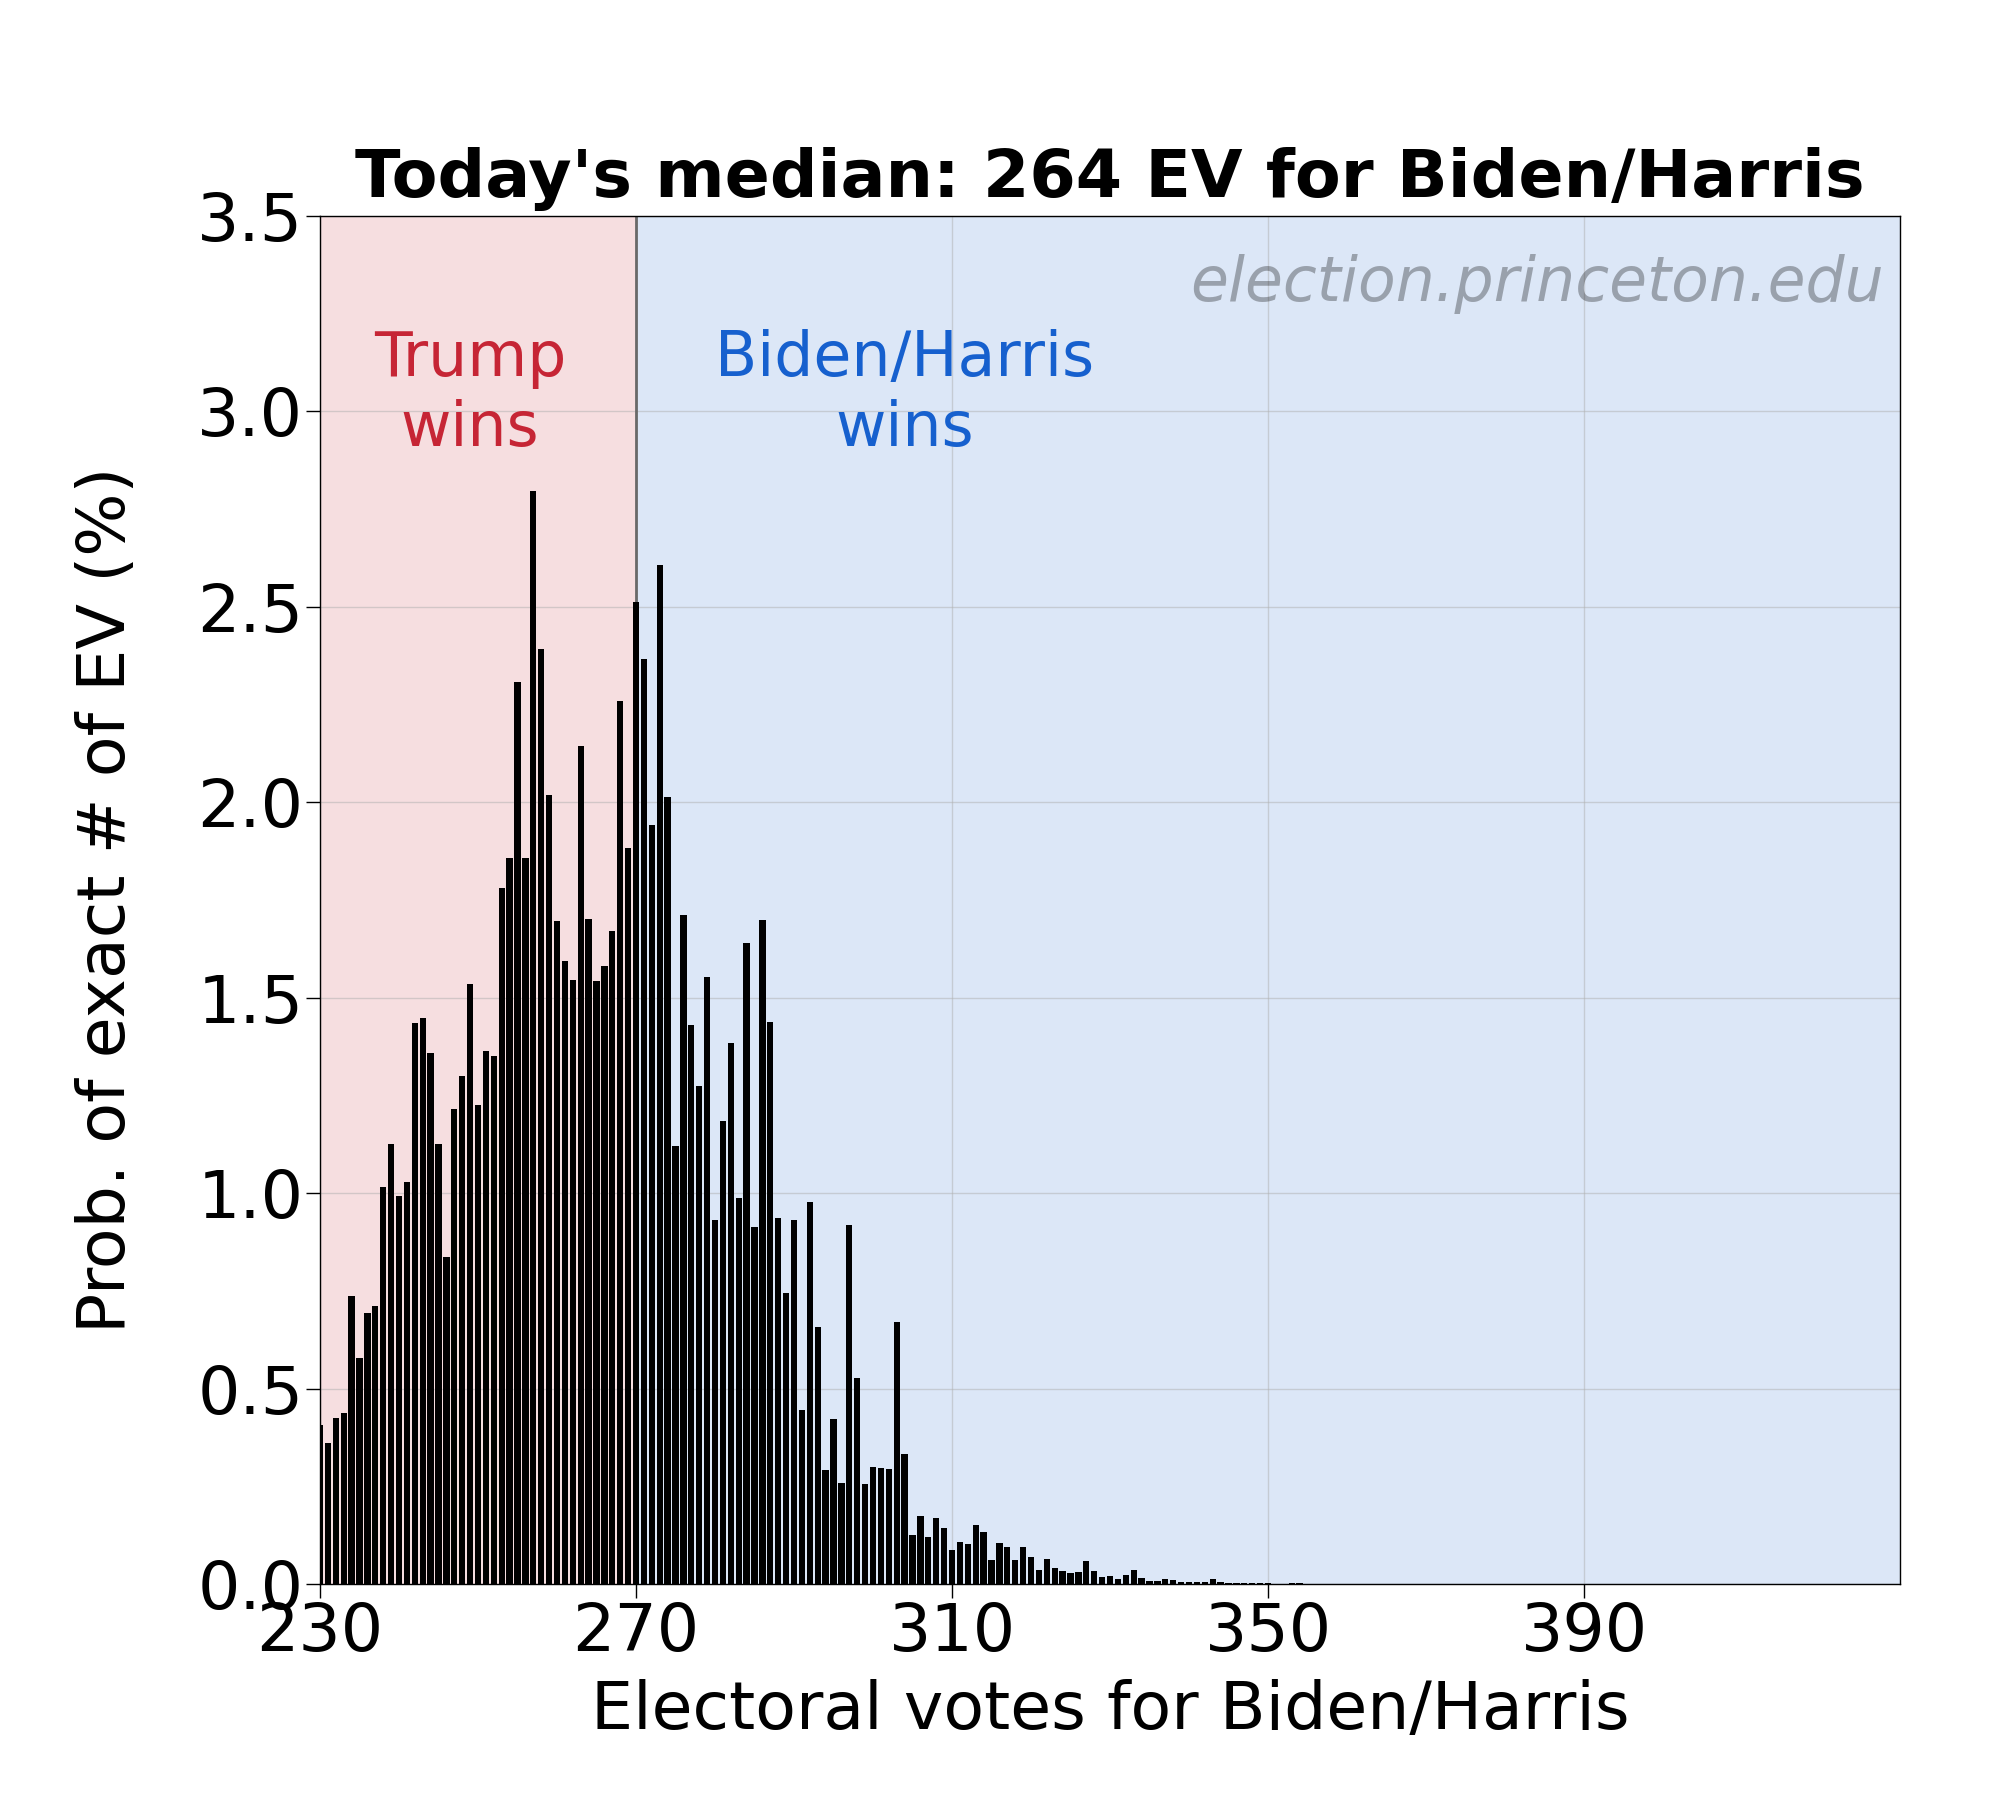 Today's median: 264 EV for Biden/Harris
election.princeton.edu
Trump
wins
Biden/Harris
wins
Prob. of exact # of EV (%)
3.5
3.0
2.5
2.0
1.5
1.0
0.5
0.0
230 270 310 350 390
Electoral votes for Biden/Harris